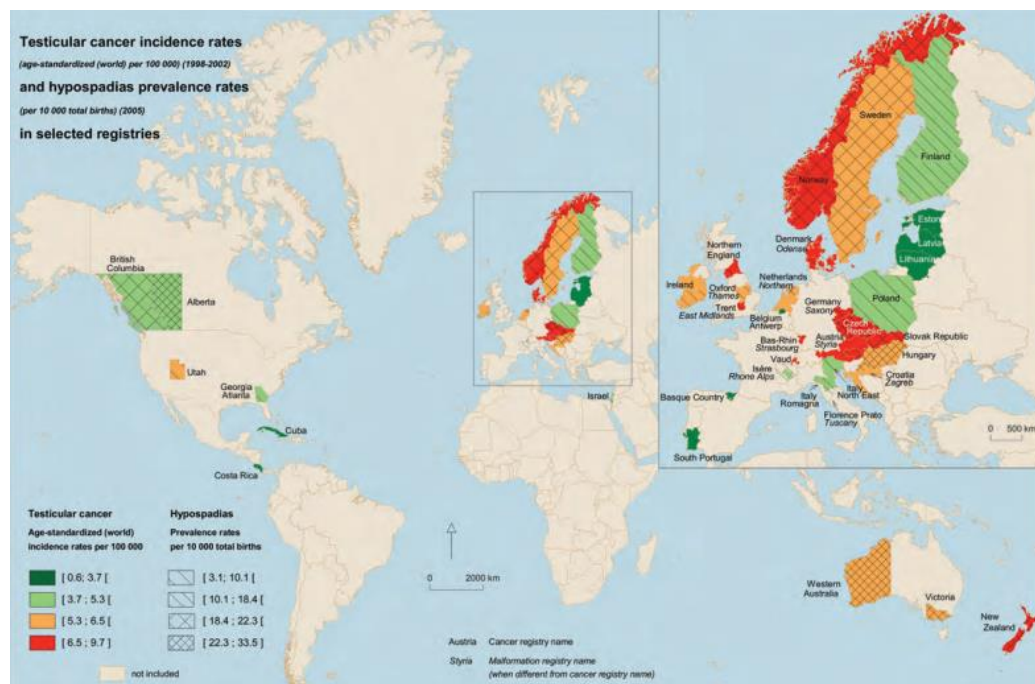 Testicular cancer incidence rates
(age-standardized (world) per 100 000) (1998-2002)
and hypospadias prevalence rates
(per 10 000 total births) (2005)
in selected registries
British
Columbia
Alberta
Utah
Georgia
Atlanta
Cuba
Costa Rica
Israel
Sweden
Finland
Norway
Estonia
Latvia
Lithuania
Denmark
Odense
Northern
England
Ireland
Oxford
Thames
Trent
East Midlands
Netherlands
Northern
Belgium
Antwerp
Germany
Saxony
Poland
Czech
Republic
Slovak Republic
Austria
Styria
Hungary
Bas-Rhin
Strasbourg
Vaud
Isère
Rhone Alps
Croatia
Zagreb
Italy
North East
Italy
Romagna
Florence Prato
Tuscany
Basque Country
South Portugal
0 500 km
Western
Australia
Victoria
New
Zealand
Testicular cancer
Age-standardized (world)
incidence rates per 100 000
[ 0.6; 3.7 [
[ 3.7 ; 5.3 [
[ 5.3 ; 6.5 [
[ 6.5 ; 9.7 [
not included
Hypospadias
Prevalence rates
per 10 000 total births
[ 3.1; 10.1 [
[ 10.1 ; 18.4 [
[ 18.4 ; 22.3 [
[ 22.3 ; 33.5 [
0 2000 km
Austria Cancer registry name
Styria Malformation registry name
(when different from cancer registry name)